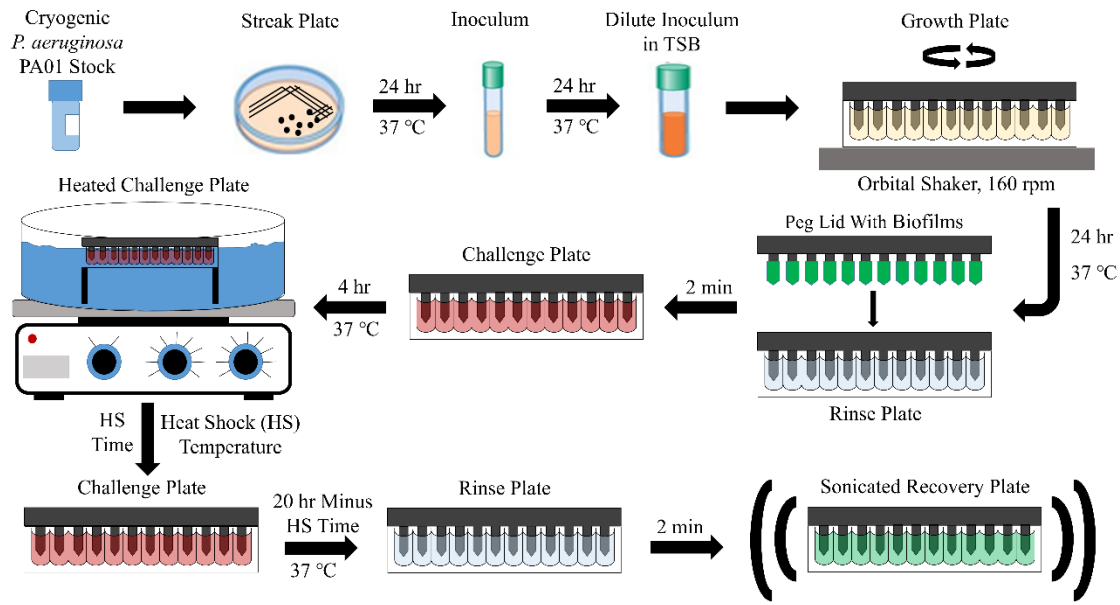 Cryogenic
P. aeruginosa
PA01 Stock
Streak Plate
24 hr
37 °C
Inoculum
24 hr
37 °C
Dilute Inoculum
in TSB
Growth Plate
Orbital Shaker, 160 rpm
24 hr
37 °C
Peg Lid With Biofilms
Rinse Plate
2 min
Challenge Plate
4 hr
37 °C
Heated Challenge Plate
HS
Time
Heat Shock (HS)
Temperature
Challenge Plate
20 hr Minus
HS Time
37 °C
Rinse Plate
2 min
Sonicated Recovery Plate